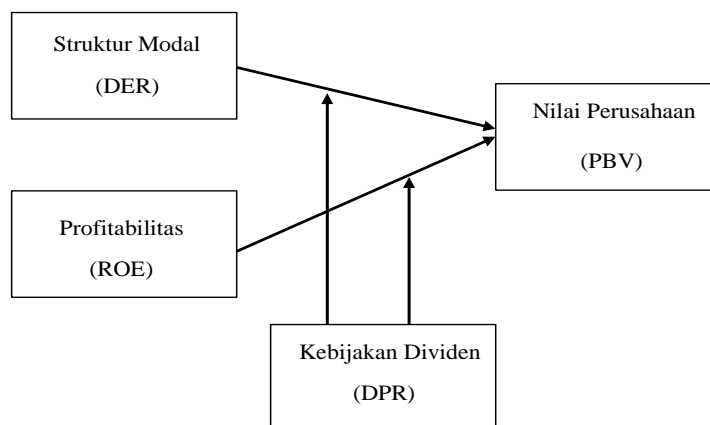 Struktur Modal
(DER)
Nilai Perusahaan
(PBV)
Profitabilitas
(ROE)
Kebijakan Dividen
(DPR)